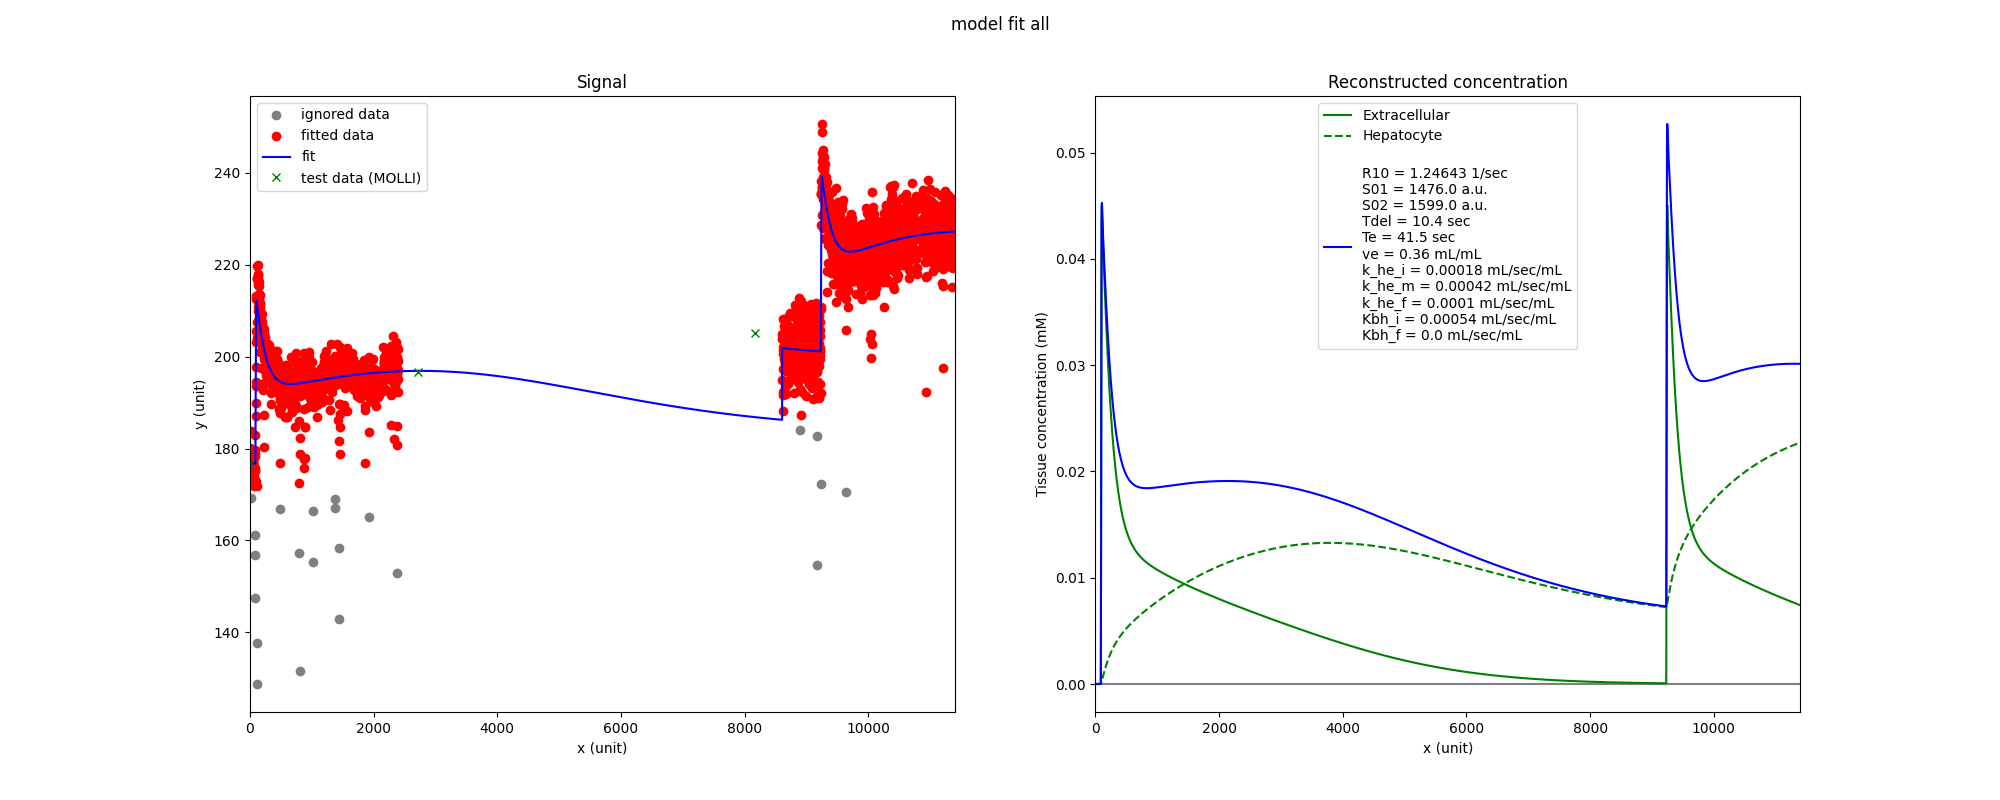 model fit all
Signal
ignored data
fitted data
fit
test data (MOLLI)
y (unit)
240
220
200
180
160
140
0 2000 4000 6000 8000 10000
x (unit)
Reconstructed concentration
Extracellular
Hepatocyte
R10 = 1.24643 1/sec
S01 = 1476.0 a.u.
S02 = 1599.0 a.u.
Tdel = 10.4 sec
Te = 41.5 sec
ve = 0.36 mL/mL
k_he_i = 0.00018 mL/sec/mL
k_he_m = 0.00042 mL/sec/mL
k_he_f = 0.0001 mL/sec/mL
Kbh_i = 0.00054 mL/sec/mL
Kbh_f = 0.0 mL/sec/mL
Tissue concentration (mM)
0.05
0.04
0.03
0.02
0.01
0.00
0 2000 4000 6000 8000 10000
x (unit)